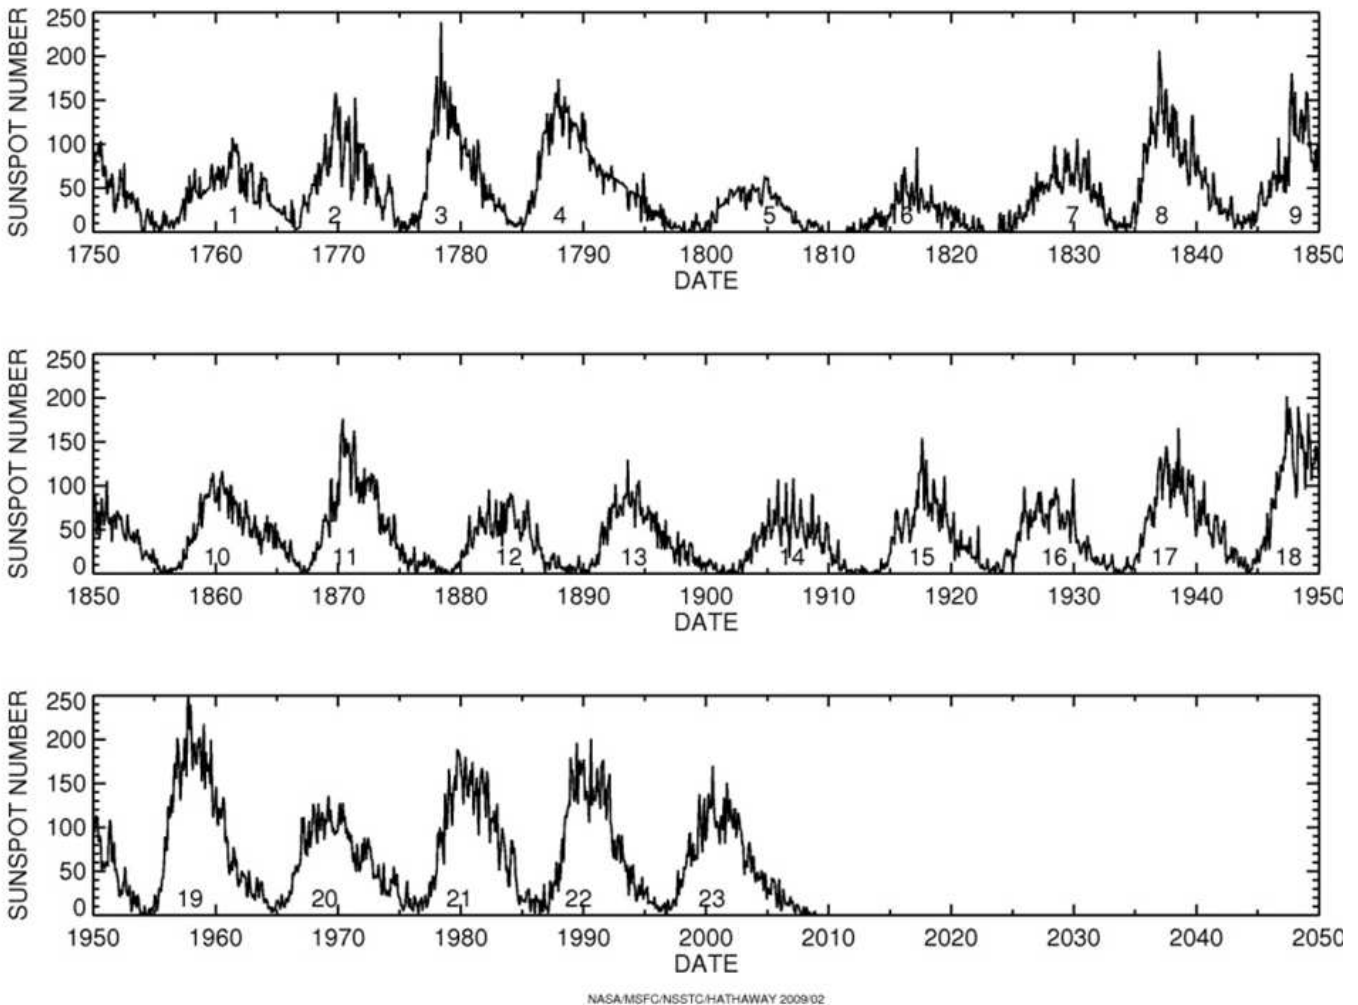 SUNSPOT NUMBER
250
200
150
100
50
0
1 2 3 4 5 6 7 8 9
1750 1760 1770 1780 1790 1800 1810 1820 1830 1840 1850
DATE
SUNSPOT NUMBER
250
200
150
100
50
0
10 11 12 13 14 15 16 17 18
1850 1860 1870 1880 1890 1900 1910 1920 1930 1940 1950
DATE
SUNSPOT NUMBER
250
200
150
100
50
0
19 20 21 22 23
1950 1960 1970 1980 1990 2000 2010 2020 2030 2040 2050
DATE
NASA/MSFC/NSSTC/HATHAWAY 2009/02